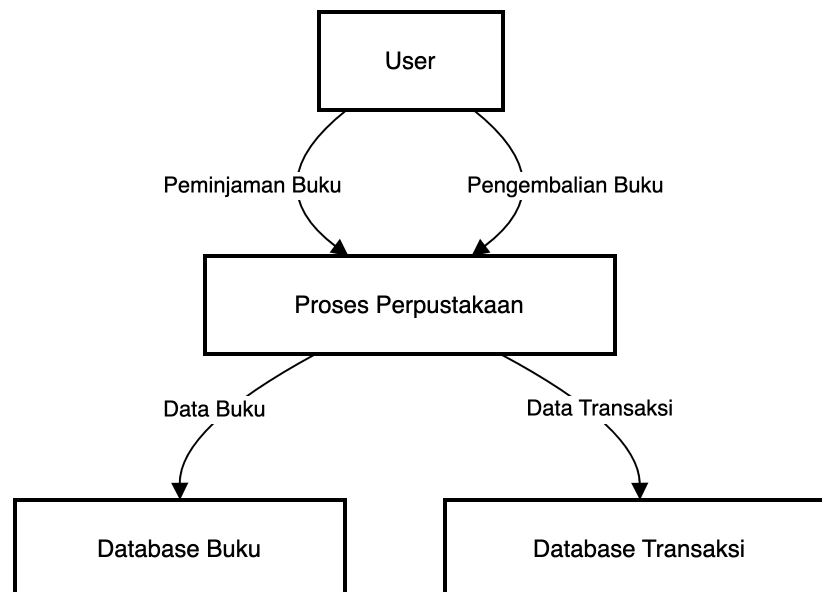 User
Peminjaman Buku
Pengembalian Buku
Proses Perpustakaan
Data Buku
Data Transaksi
Database Buku
Database Transaksi